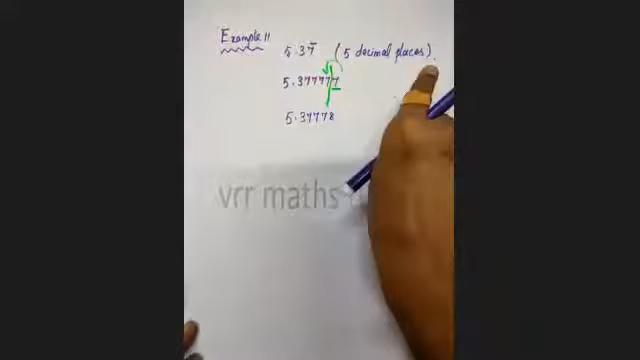 Example 11
5.37̅ (5 decimal places).
5.377777
5.37778
vrr maths